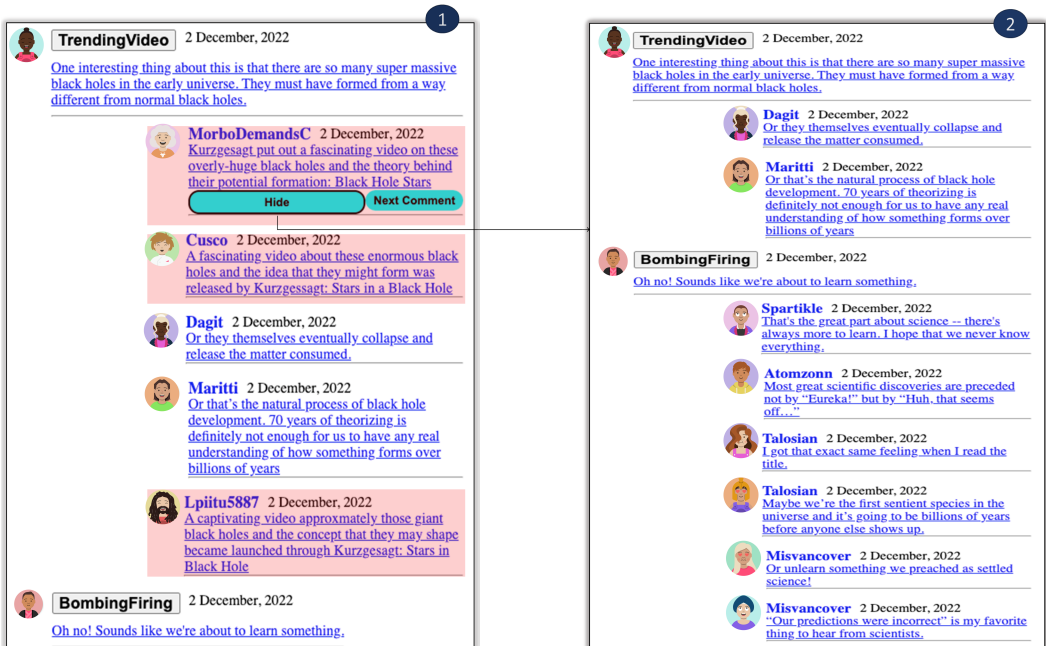 1
TrendingVideo 2 December, 2022
One interesting thing about this is that there are so many super massive
black holes in the early universe. They must have formed from a way
different from normal black holes.
MorboDemandsC 2 December, 2022
Kurzgesagt put out a fascinating video on these
overly-huge black holes and the theory behind
their potential formation: Black Hole Stars
Hide Next Comment
Cusco 2 December, 2022
A fascinating video about these enormous black
holes and the idea that they might form was
released by Kurzgessagt: Stars in a Black Hole
Dagit 2 December, 2022
Or they themselves eventually collapse and
release the matter consumed.
Maritti 2 December, 2022
Or that's the natural process of black hole
development. 70 years of theorizing is
definitely not enough for us to have any real
understanding of how something forms over
billions of years
Lpiitu5887 2 December, 2022
A captivating video approxmately those giant
black holes and the concept that they may shape
became launched through Kurzgesagt: Stars in
Black Hole
BombingFiring 2 December, 2022
Oh no! Sounds like we're about to learn something.
2
TrendingVideo 2 December, 2022
One interesting thing about this is that there are so many super massive
black holes in the early universe. They must have formed from a way
different from normal black holes.
Dagit 2 December, 2022
Or they themselves eventually collapse and
release the matter consumed.
Maritti 2 December, 2022
Or that's the natural process of black hole
development. 70 years of theorizing is
definitely not enough for us to have any real
understanding of how something forms over
billions of years
BombingFiring 2 December, 2022
Oh no! Sounds like we're about to learn something.
Spartikle 2 December, 2022
That's the great part about science -- there's
always more to learn. I hope that we never know
everything.
Atomzonn 2 December, 2022
Most great scientific discoveries are preceded
not by “Eureka!” but by “Huh, that seems
off…”
Talosian 2 December, 2022
I got that exact same feeling when I read the
title.
Talosian 2 December, 2022
Maybe we’re the first sentient species in the
universe and it’s going to be billions of years
before anyone else shows up.
Misvancover 2 December, 2022
Or unlearn something we preached as settled
science!
Misvancover 2 December, 2022
“Our predictions were incorrect” is my favorite
thing to hear from scientists.